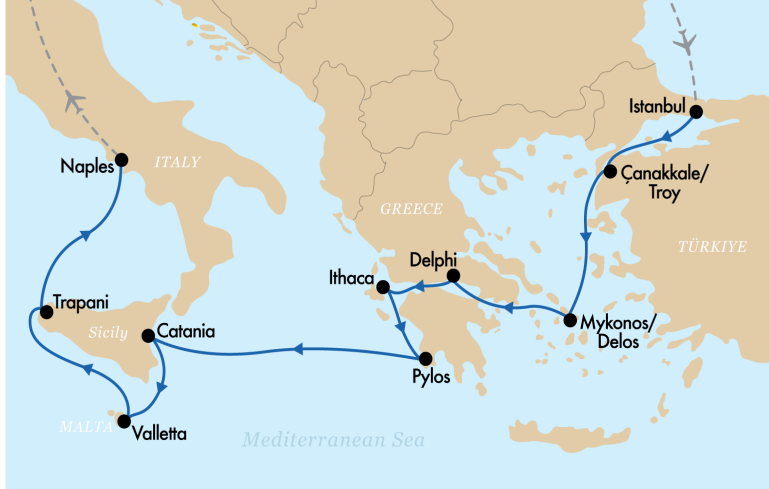 Istanbul
Naples
ITALY
Çanakkale/
Troy
GREECE
TÜRKIYE
Delphi
Ithaca
Trapani
Sicily
Catania
Mykonos/
Delos
Pylos
MALTA
Valletta
Mediterranean Sea